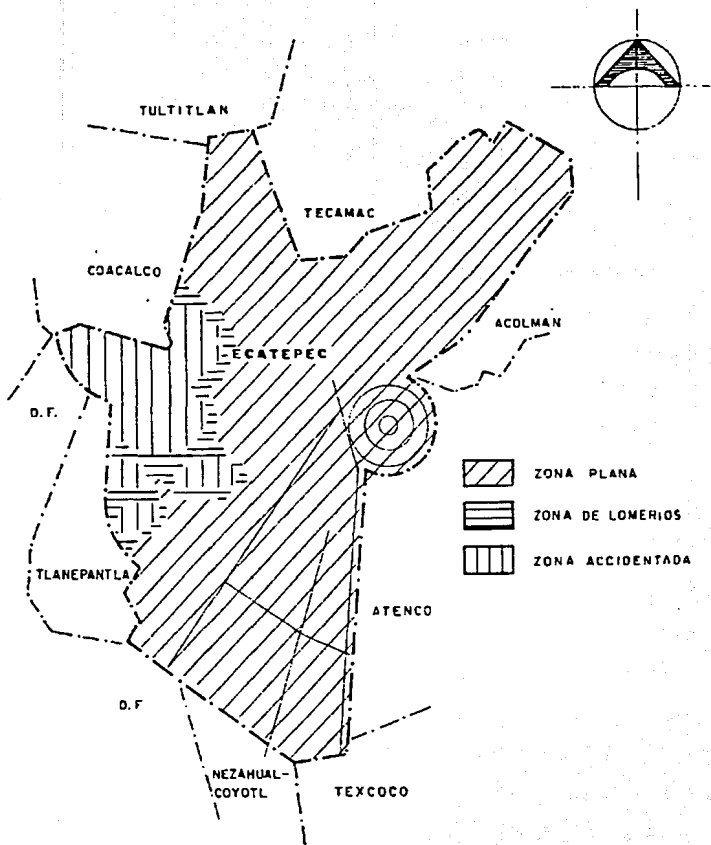 TULTITLAN
TECAMAC
COACALCO
ACOLMAN
ECATEPEC
D.F.
ZONA PLANA
ZONA DE LOMERIOS
ZONA ACCIDENTADA
TLANEPANTLA
ATENCO
D.F
NEZAHUAL-
COYOTL
TEXCOCO